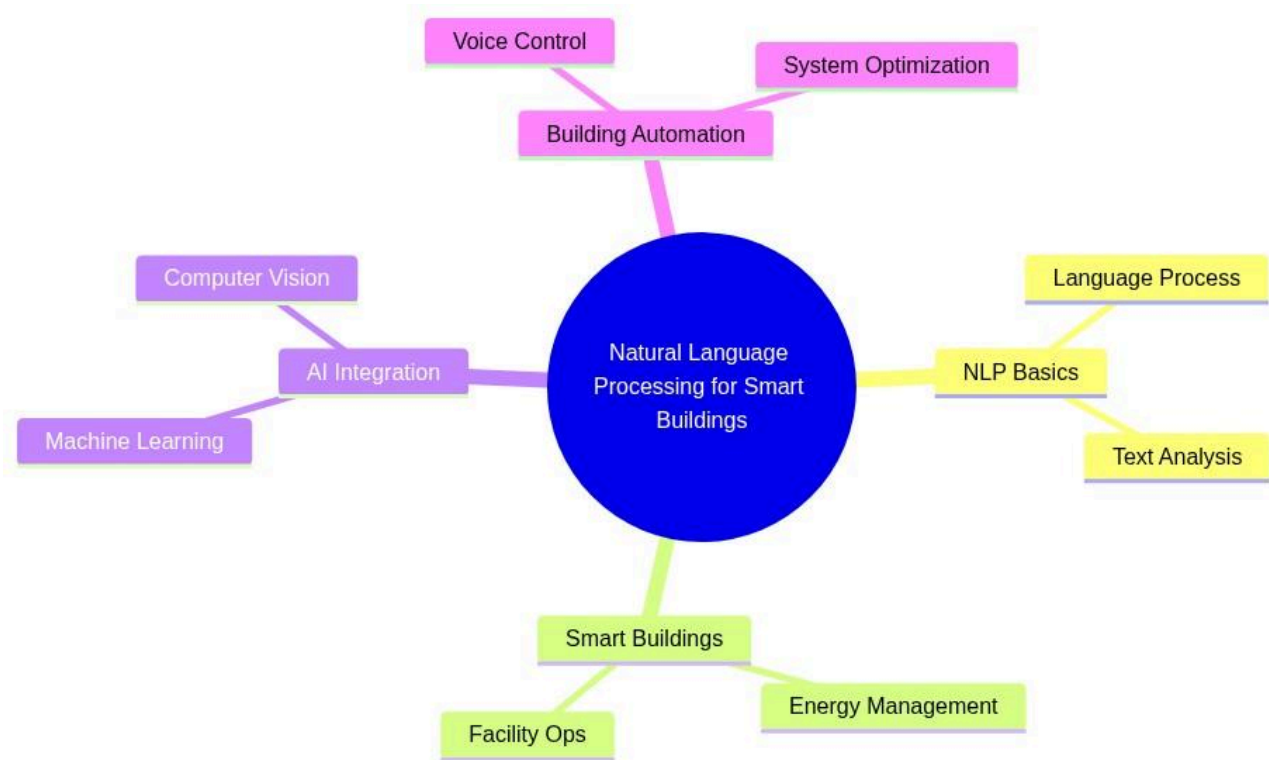 Voice Control
System Optimization
Building Automation
Computer Vision
Language Process
Natural Language
Processing for Smart
Buildings
AI Integration
NLP Basics
Machine Learning
Text Analysis
Smart Buildings
Energy Management
Facility Ops